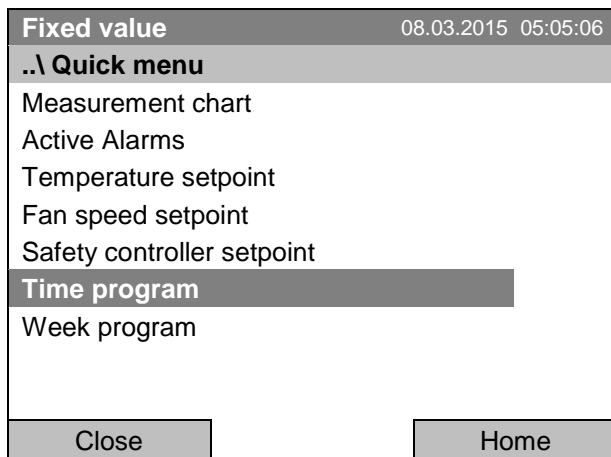 Fixed value 08.03.2015 05:05:06
..\ Quick menu
Measurement chart
Active Alarms
Temperature setpoint
Fan speed setpoint
Safety controller setpoint
Time program
Week program
Close Home